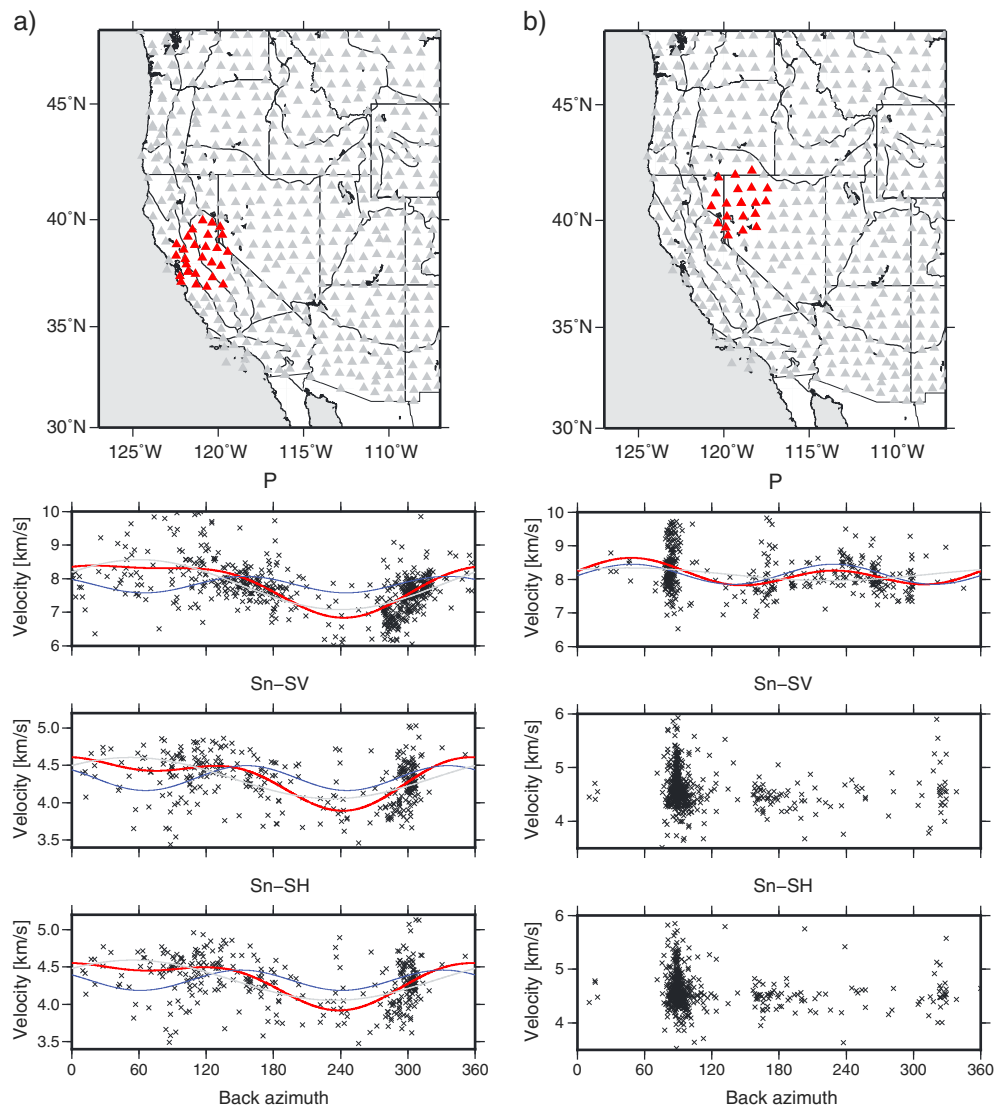 a)
45˚N
40˚N
35˚N
30˚N
125˚W 120˚W 115˚W 110˚W
P
Velocity [km/s]
10
9
8
7
6
Sn−SV
Velocity [km/s]
5.0
4.5
4.0
3.5
Sn−SH
Velocity [km/s]
5.0
4.5
4.0
3.5
0 60 120 180 240 300 360
Back azimuth
b)
45˚N
40˚N
35˚N
30˚N
125˚W 120˚W 115˚W 110˚W
P
Velocity [km/s]
10
9
8
7
6
Sn−SV
Velocity [km/s]
6
5
4
Sn−SH
Velocity [km/s]
6
5
4
0 60 120 180 240 300 360
Back azimuth